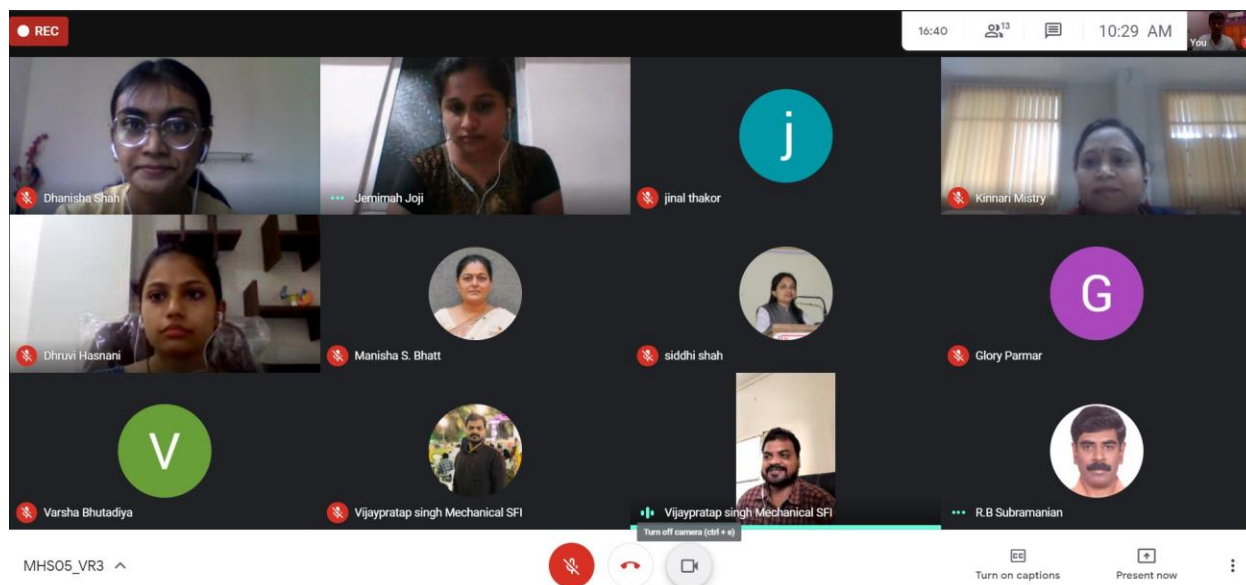 REC
16:40
13
10:29 AM
You
Dhanisha Shah
Jemimah Joji
j
jinal thakor
Kinnari Mistry
Dhruvi Hasnani
Manisha S. Bhatt
siddhi shah
G
Glory Parmar
V
Varsha Bhutadiya
Vijaypratap singh Mechanical SFI
Vijaypratap singh Mechanical SFI
R.B Subramanian
Turn off camera (ctrl + e)
MHS05_VR3
CC
Turn on captions
Present now